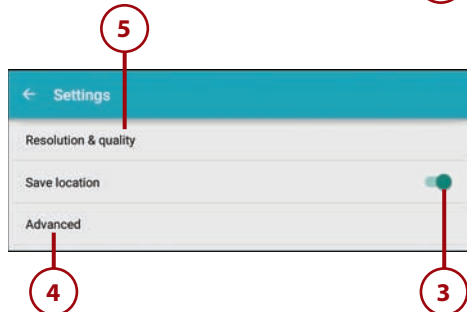 5
← Settings
Resolution & quality
Save location
Advanced
4
3